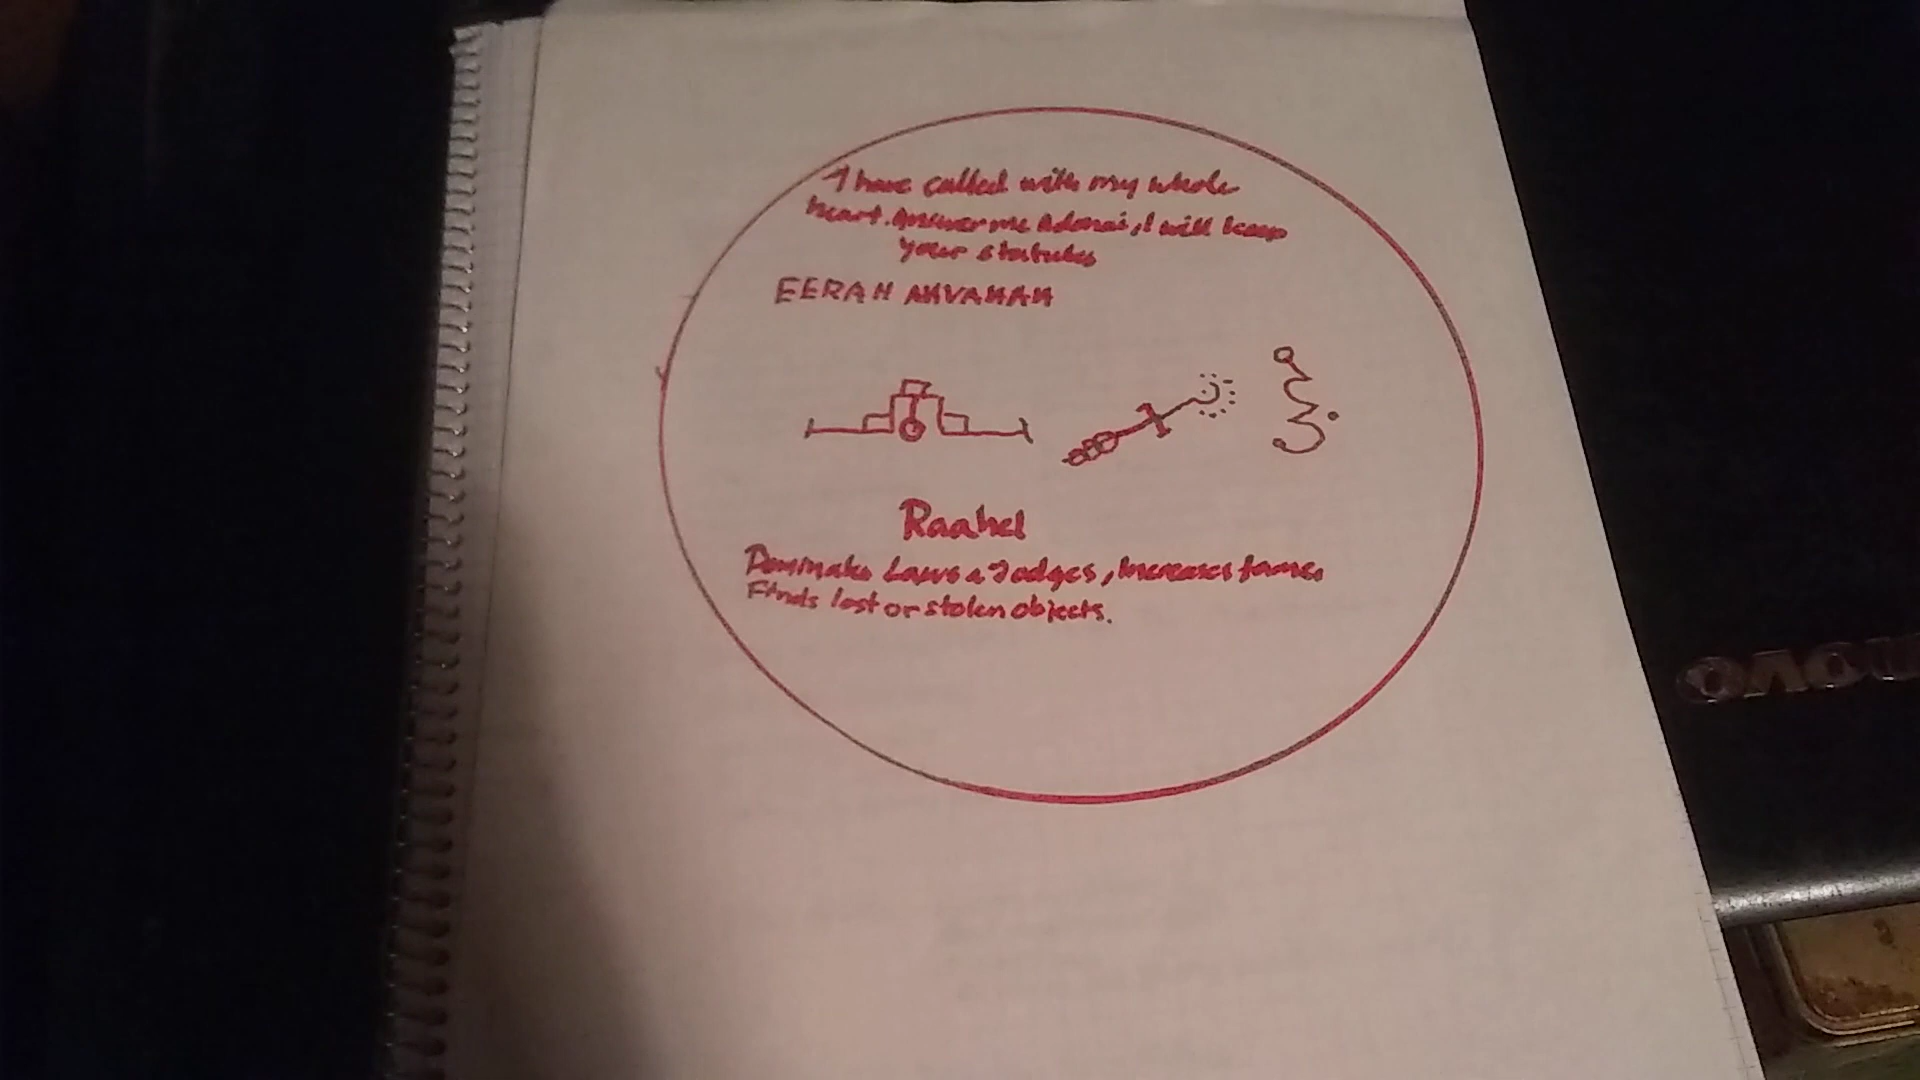 I have called with my whole
heart. Answer me Adonai, I will keep
your statutes
EERAH AHVAHAH
Raahel
Dominates Laws & Judges, Increases fame.
Finds lost or stolen objects.
lenovo